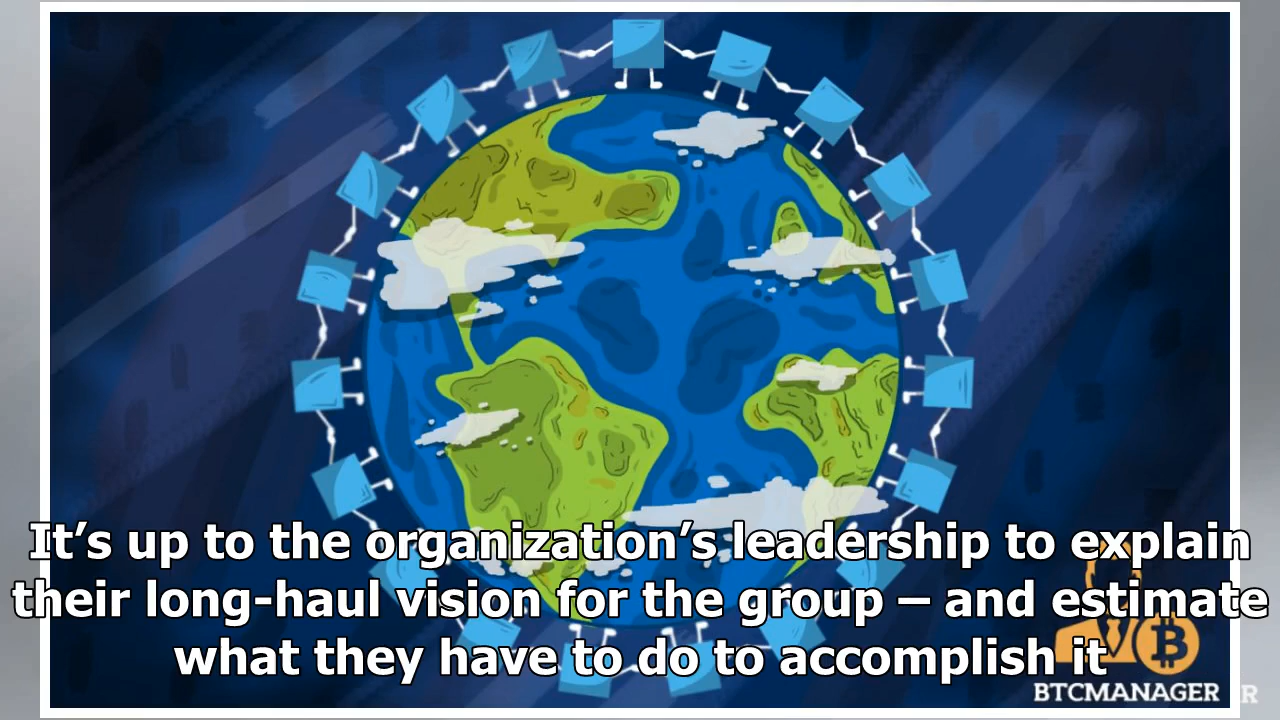 It’s up to the organization’s leadership to explain
their long-haul vision for the group – and estimate
what they have to do to accomplish it
BTCMANAGER
R